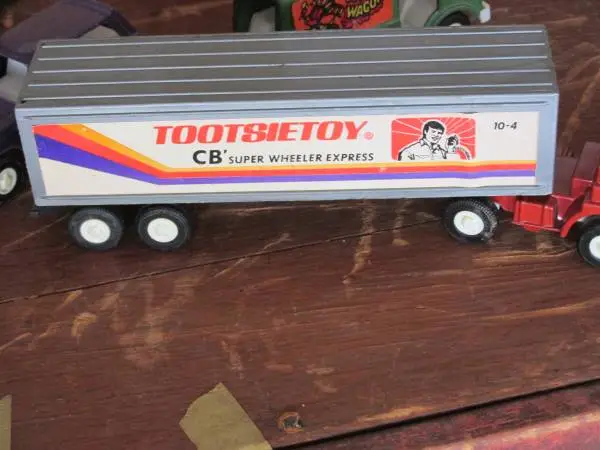 WAGO
TOOTSIETOY®
CB' SUPER WHEELER EXPRESS
10-4